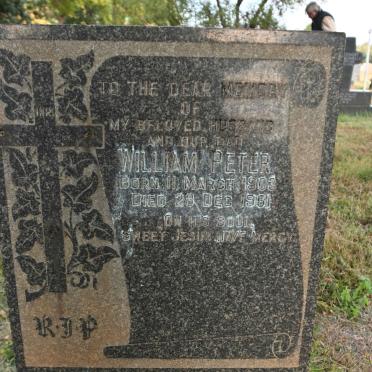 TO THE DEAR MEMORY
OF
MY BELOVED HUSBAND
AND OUR DAD
WILLIAM PETER
BORN 11 MARCH 1903
DIED 29 DEC 1961
ON HIS SOUL
SWEET JESUS HAVE MERCY
R·I·P